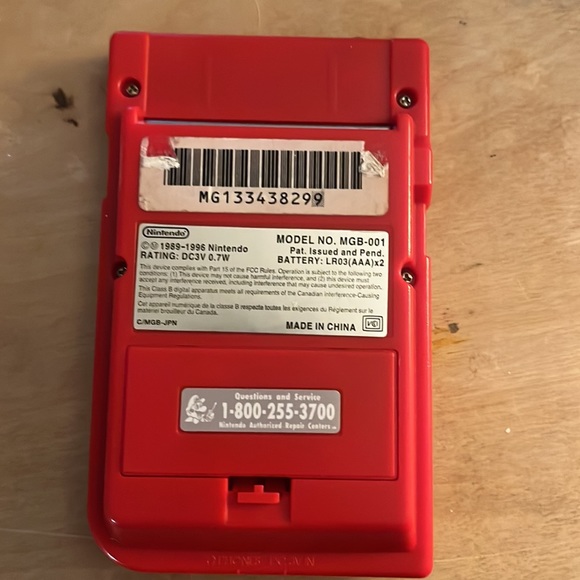 MG133438299
Nintendo
©Ⓜ 1989-1996 Nintendo
RATING: DC3V 0.7W
MODEL NO. MGB-001
Pat. Issued and Pend.
BATTERY: LR03(AAA)x2
This device complies with Part 15 of the FCC Rules. Operation is subject to the following two
conditions: (1) This device may not cause harmful interference, and (2) this device must
accept any interference received, including interference that may cause undesired operation.
This Class B digital apparatus meets all requirements of the Canadian Interference-Causing
Equipment Regulations.
Cet appareil numérique de la classe B respecte toutes les exigences du Règlement sur le
matériel brouilleur du Canada.
C/MGB-JPN
MADE IN CHINA
Questions and Service
1-800-255-3700
Nintendo Authorized Repair Centers